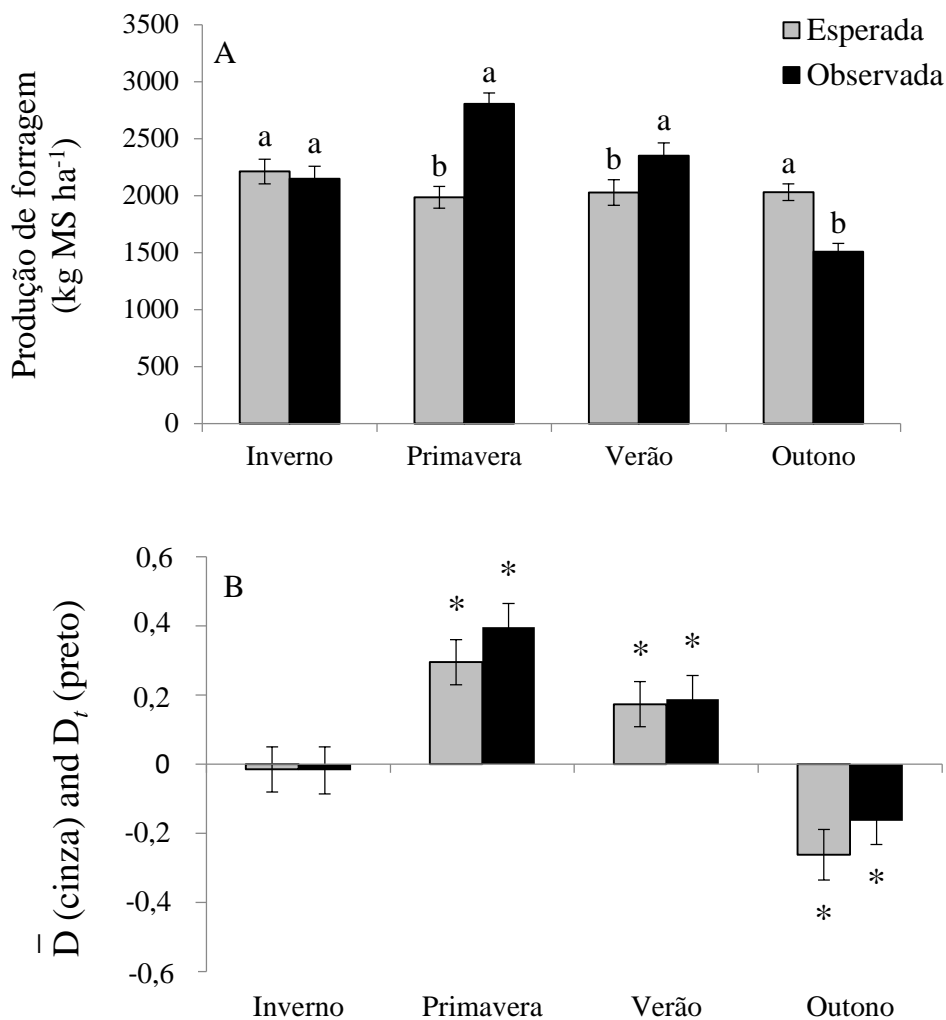 A
Esperada
Observada
Produção de forragem
(kg MS ha⁻¹)
3500
3000
2500
2000
1500
1000
500
0
a
a
b
a
b
a
a
b
Inverno
Primavera
Verão
Outono
B
D̅ (cinza) and Dₜ (preto)
0,6
0,4
0,2
0
-0,2
-0,4
-0,6
*
*
*
*
*
*
Inverno
Primavera
Verão
Outono